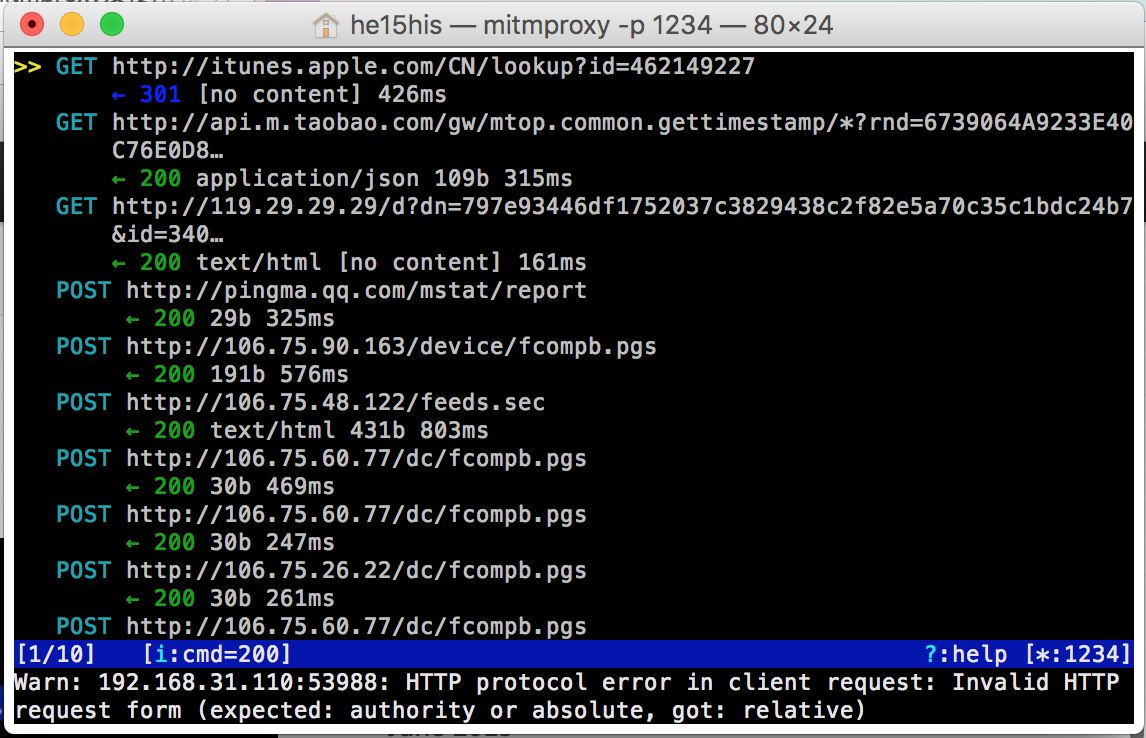 he15his — mitmproxy -p 1234 — 80×24
>> GET http://itunes.apple.com/CN/lookup?id=462149227
← 301 [no content] 426ms
GET http://api.m.taobao.com/gw/mtop.common.gettimestamp/*?rnd=6739064A9233E40
C76E0D8…
← 200 application/json 109b 315ms
GET http://119.29.29.29/d?dn=797e93446df1752037c3829438c2f82e5a70c35c1bdc24b7
&id=340…
← 200 text/html [no content] 161ms
POST http://pingma.qq.com/mstat/report
← 200 29b 325ms
POST http://106.75.90.163/device/fcompb.pgs
← 200 191b 576ms
POST http://106.75.48.122/feeds.sec
← 200 text/html 431b 803ms
POST http://106.75.60.77/dc/fcompb.pgs
← 200 30b 469ms
POST http://106.75.60.77/dc/fcompb.pgs
← 200 30b 247ms
POST http://106.75.26.22/dc/fcompb.pgs
← 200 30b 261ms
POST http://106.75.60.77/dc/fcompb.pgs
[1/10] [i:cmd=200] ?:help [*:1234]
Warn: 192.168.31.110:53988: HTTP protocol error in client request: Invalid HTTP
request form (expected: authority or absolute, got: relative)